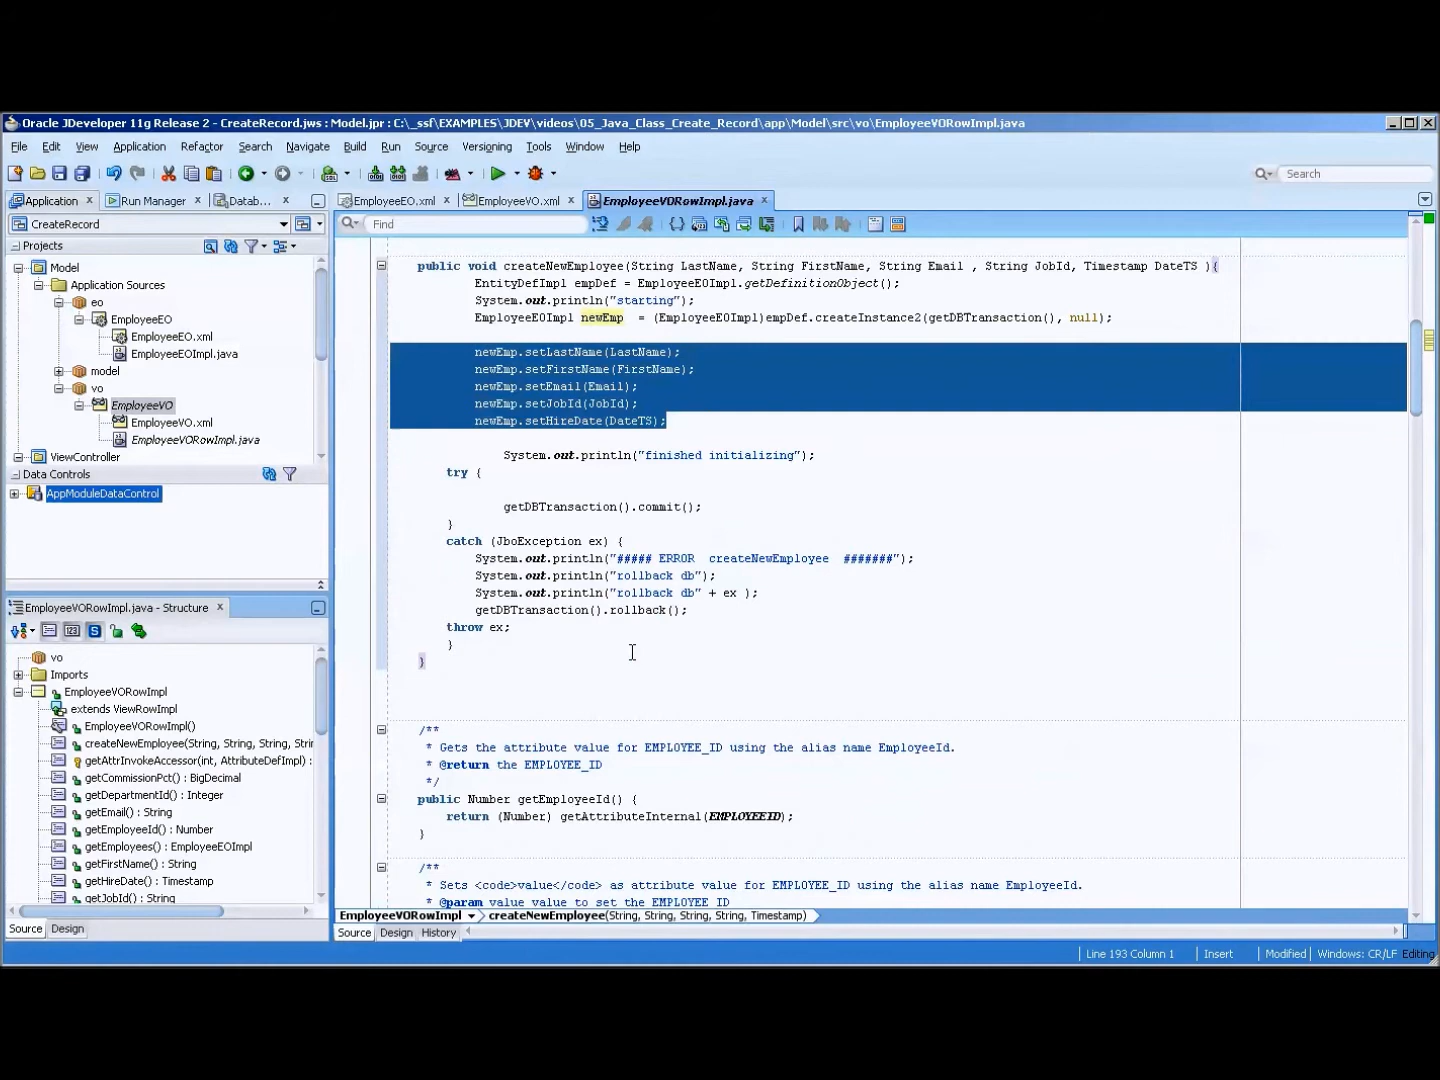 Oracle JDeveloper 11g Release 2 - CreateRecord.jws : Model.jpr : C:\_ssf\EXAMPLES\JDEV\videos\05_Java_Class_Create_Record\app\Model\src\vo\EmployeeVORowImpl.java
File Edit View Application Refactor Search Navigate Build Run Source Versioning Tools Window Help
Search
Application Run Manager Datab... EmployeeEO.xml EmployeeVO.xml EmployeeVORowImpl.java
CreateRecord
Find
Projects
Model
Application Sources
eo
EmployeeEO
EmployeeEO.xml
EmployeeEOImpl.java
model
vo
EmployeeVO
EmployeeVO.xml
EmployeeVORowImpl.java
ViewController
Data Controls
AppModuleDataControl
EmployeeVORowImpl.java - Structure
vo
Imports
EmployeeVORowImpl
extends ViewRowImpl
EmployeeVORowImpl()
createNewEmployee(String, String, String, Stri
getAttrInvokeAccessor(int, AttributeDefImpl) :
getCommissionPct() : BigDecimal
getDepartmentId() : Integer
getEmail() : String
getEmployeeId() : Number
getEmployees() : EmployeeEOImpl
getFirstName() : String
getHireDate() : Timestamp
getJobId() : String
Source Design
public void createNewEmployee(String LastName, String FirstName, String Email , String JobId, Timestamp DateTS ){
EntityDefImpl empDef = EmployeeEOImpl.getDefinitionObject();
System.out.println("starting");
EmployeeEOImpl newEmp = (EmployeeEOImpl)empDef.createInstance2(getDBTransaction(), null);
newEmp.setLastName(LastName);
newEmp.setFirstName(FirstName);
newEmp.setEmail(Email);
newEmp.setJobId(JobId);
newEmp.setHireDate(DateTS);
System.out.println("finished initializing");
try {
getDBTransaction().commit();
}
catch (JboException ex) {
System.out.println("##### ERROR createNewEmployee #######");
System.out.println("rollback db");
System.out.println("rollback db" + ex );
getDBTransaction().rollback();
throw ex;
}
}
/**
* Gets the attribute value for EMPLOYEE_ID using the alias name EmployeeId.
* @return the EMPLOYEE_ID
*/
public Number getEmployeeId() {
return (Number) getAttributeInternal(EMPLOYEEID);
}
/**
* Sets <code>value</code> as attribute value for EMPLOYEE_ID using the alias name EmployeeId.
* @param value value to set the EMPLOYEE ID
EmployeeVORowImpl createNewEmployee(String, String, String, String, Timestamp)
Source Design History
Line 193 Column 1 Insert Modified Windows: CR/LF Editing